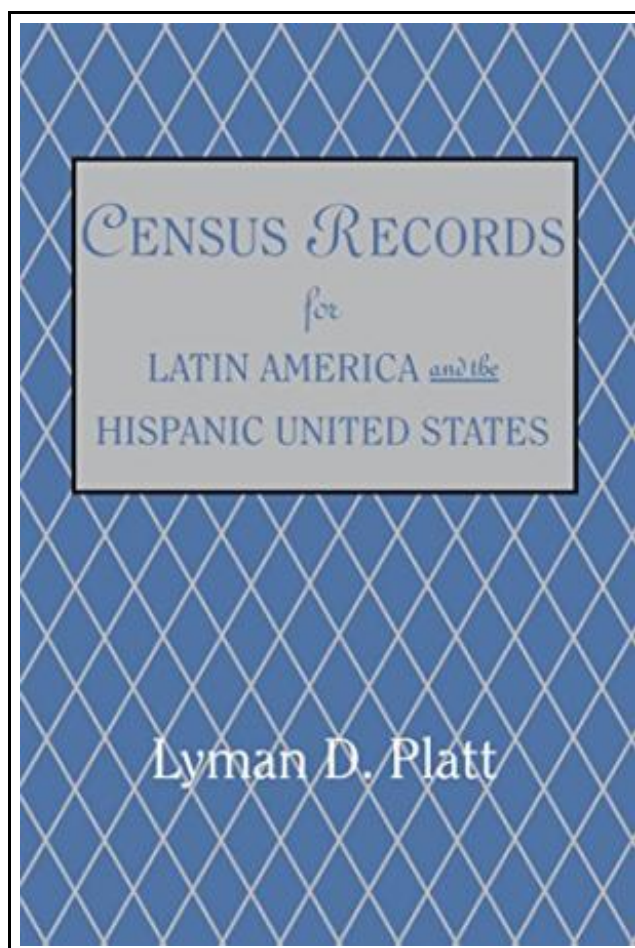 CENSUS RECORDS
for
LATIN AMERICA and the
HISPANIC UNITED STATES
Lyman D. Platt